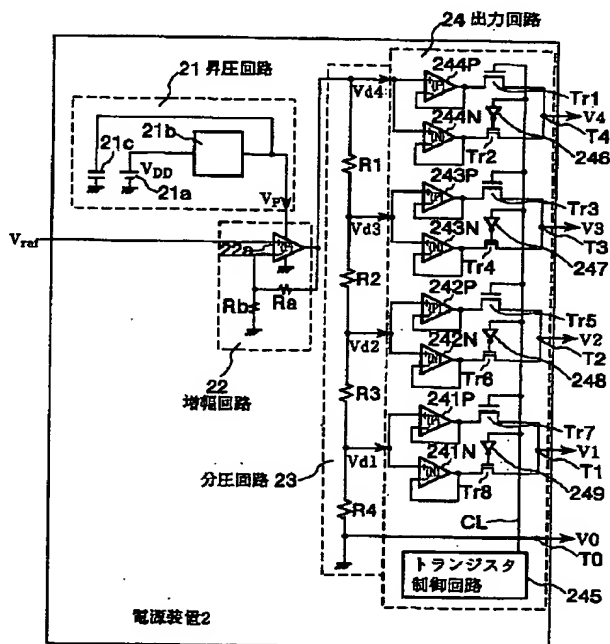 24 出力回路
21 昇圧回路
244P
Tr1
Vd4
V4
T4
21b
21c
244N
246
VDD
Tr2
21a
R1
243P
VPW
Tr3
Vd3
V3
T3
Vref
243N
22a
Tr4
247
R2
Ra
242P
Rb
Tr5
Vd2
V2
T2
242N
22
増幅回路
Tr6
248
R3
241P
Tr7
Vd1
V1
T1
分圧回路 23
241N
Tr8
249
R4
CL
V0
T0
トランジスタ
制御回路
245
電源装置2